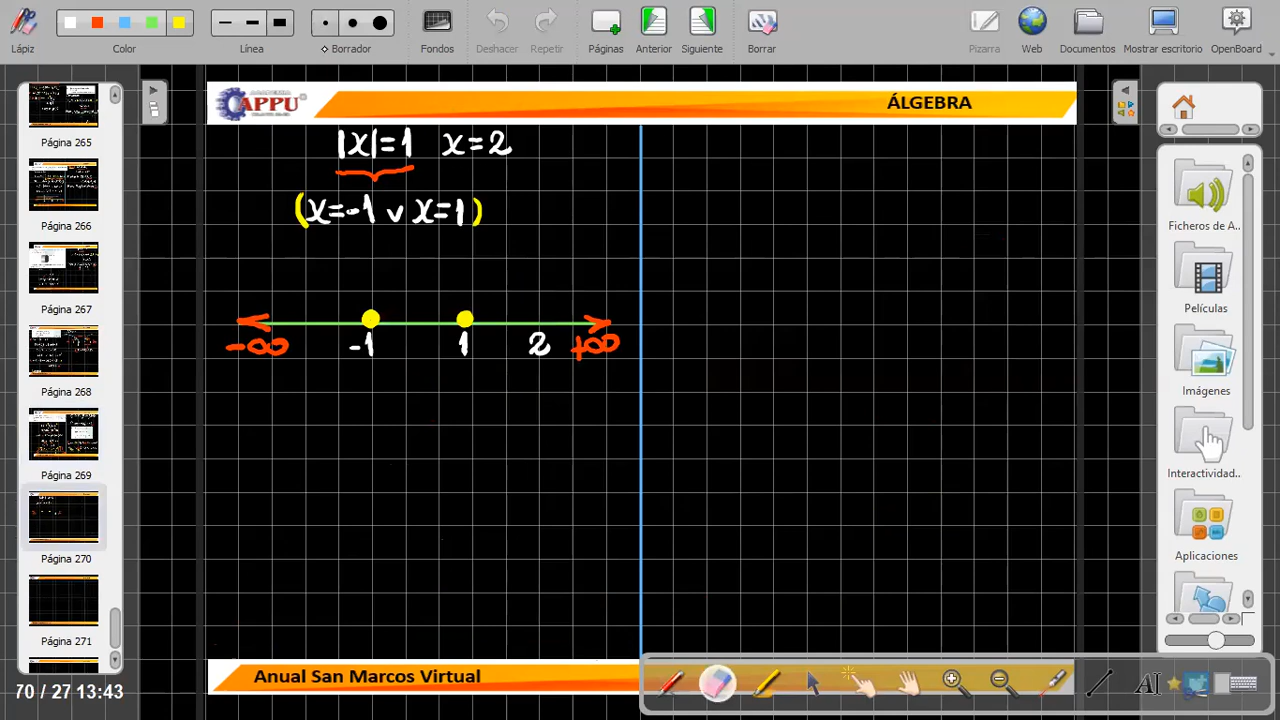 Lápiz
Color
Línea
Borrador
Fondos
Deshacer
Repetir
Páginas
Anterior
Siguiente
Borrar
Pizarra
Web
Documentos
Mostrar escritorio
OpenBoard
ACADEMIA
APPU
ÁLGEBRA
|x|=1 x=2
(x=-1 v x=1)
-∞ -1 1 2 +∞
Página 265
Página 266
Página 267
Página 268
Página 269
Página 270
Página 271
Ficheros de A..
Películas
Imágenes
Interactividad..
Aplicaciones
Anual San Marcos Virtual
70 / 27 13:43
AI